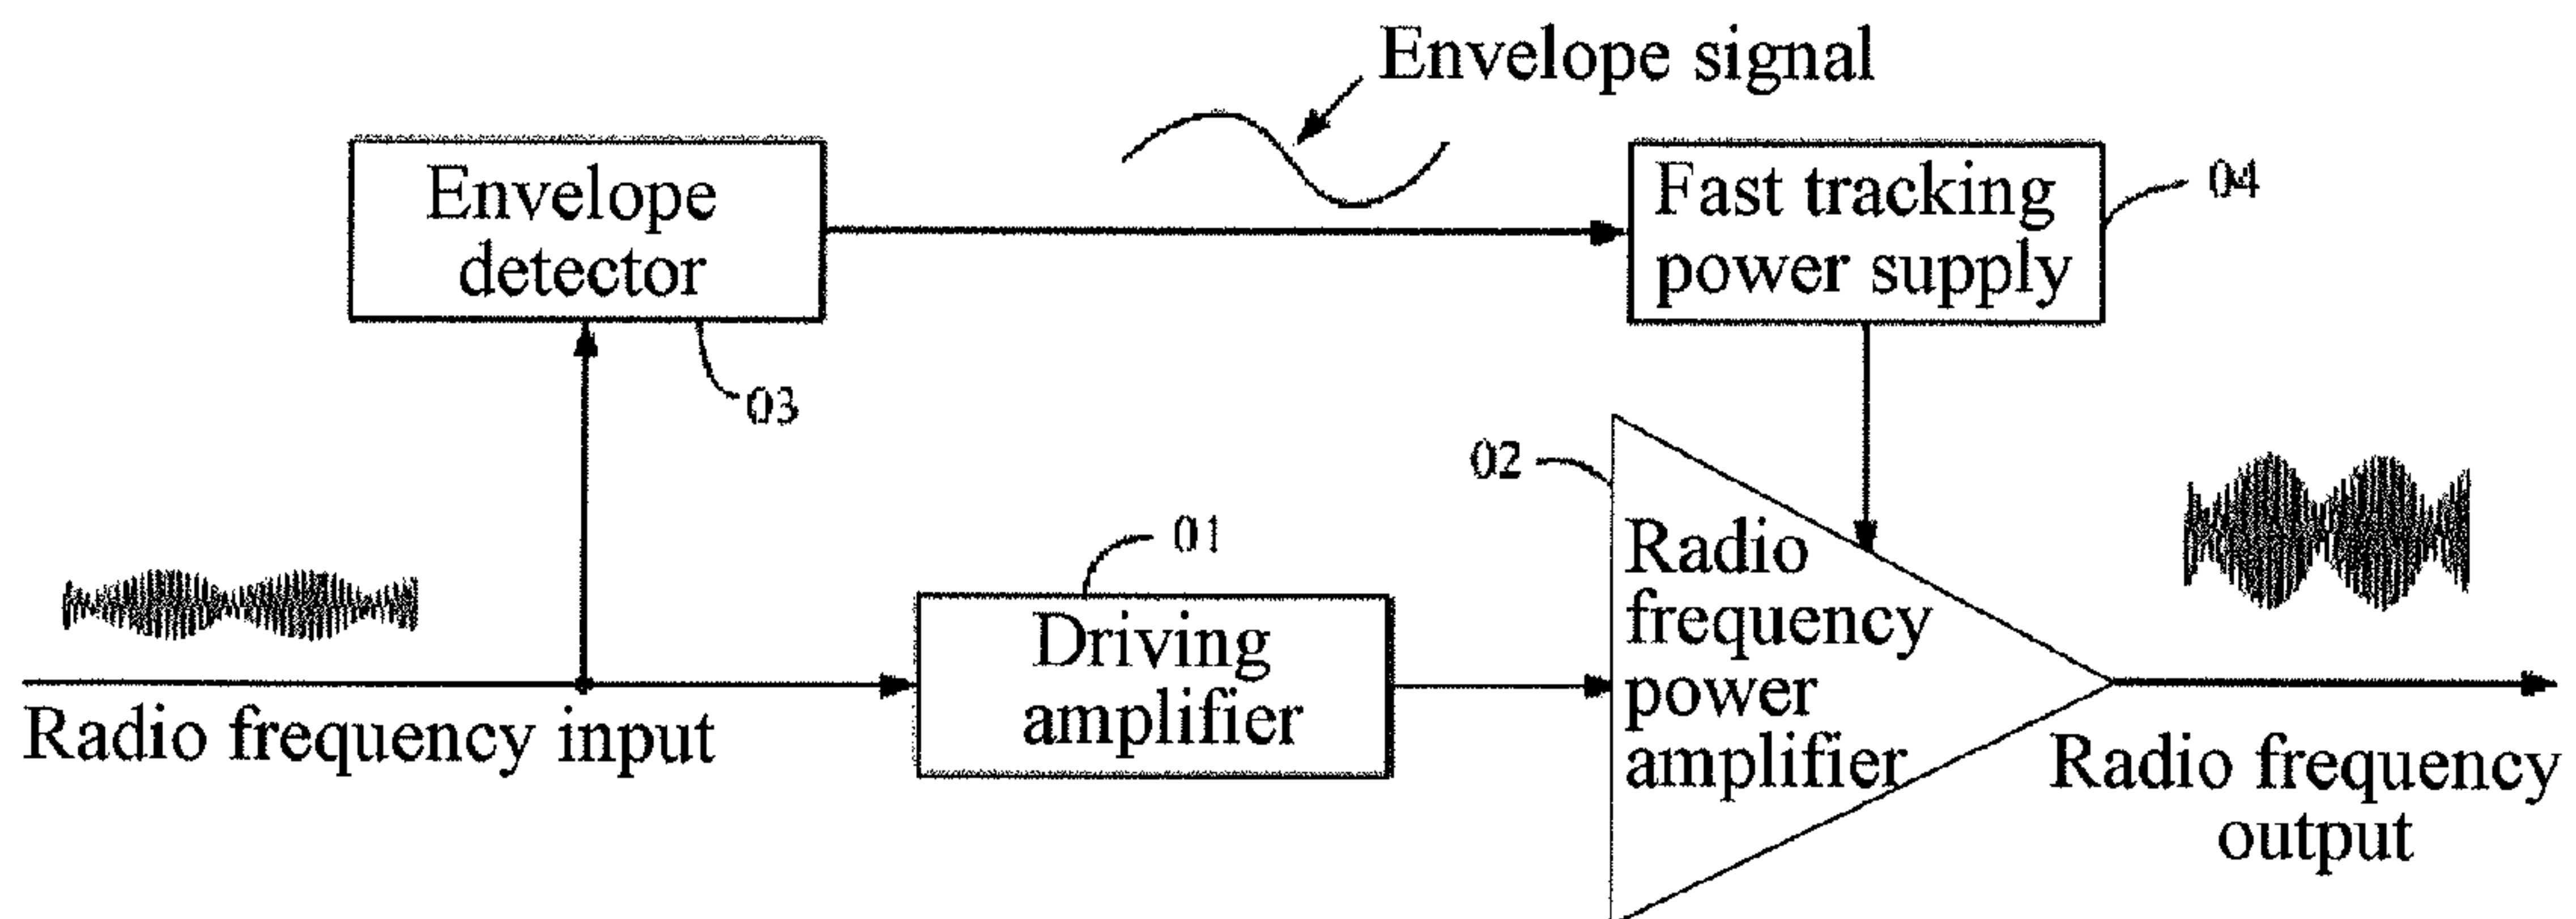 Envelope signal
Envelope
detector
Fast tracking
power supply
04
03
02
01
Radio
frequency
power
amplifier
Driving
amplifier
Radio frequency input
Radio frequency
output